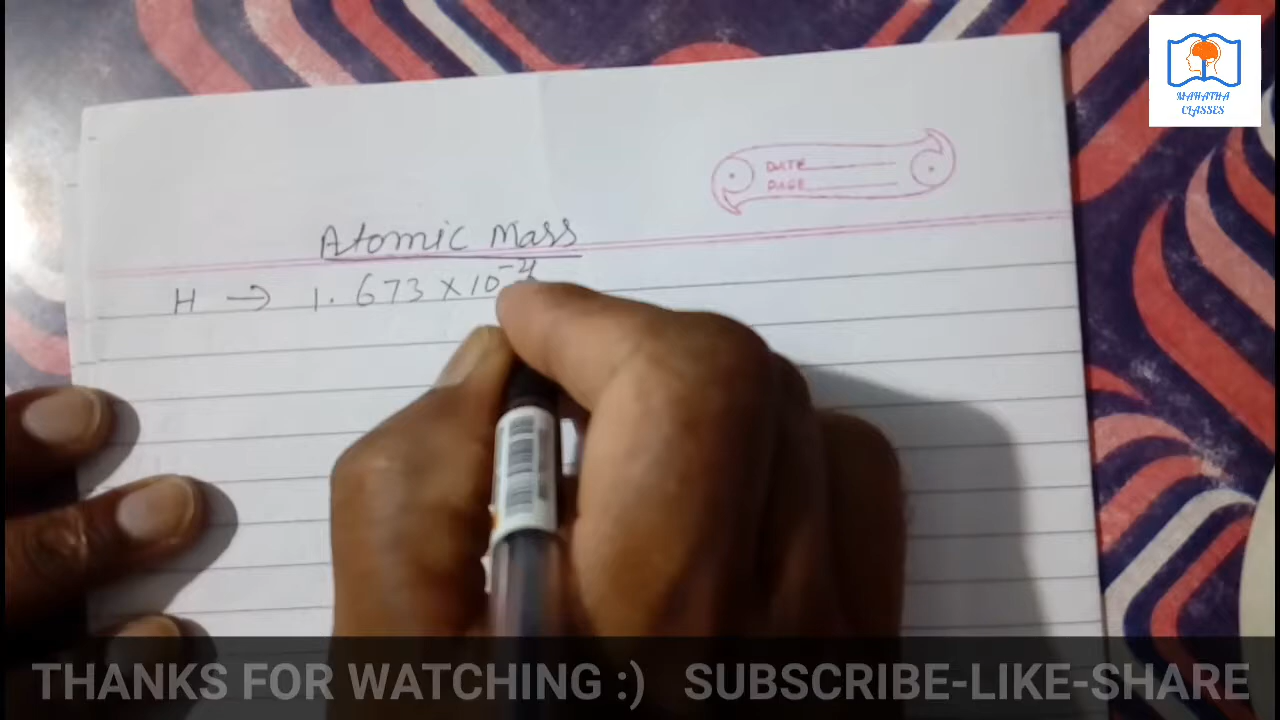 MAHATHA
CLASSES
DATE
PAGE
Atomic Mass
H → 1.673 × 10
THANKS FOR WATCHING :) SUBSCRIBE-LIKE-SHARE